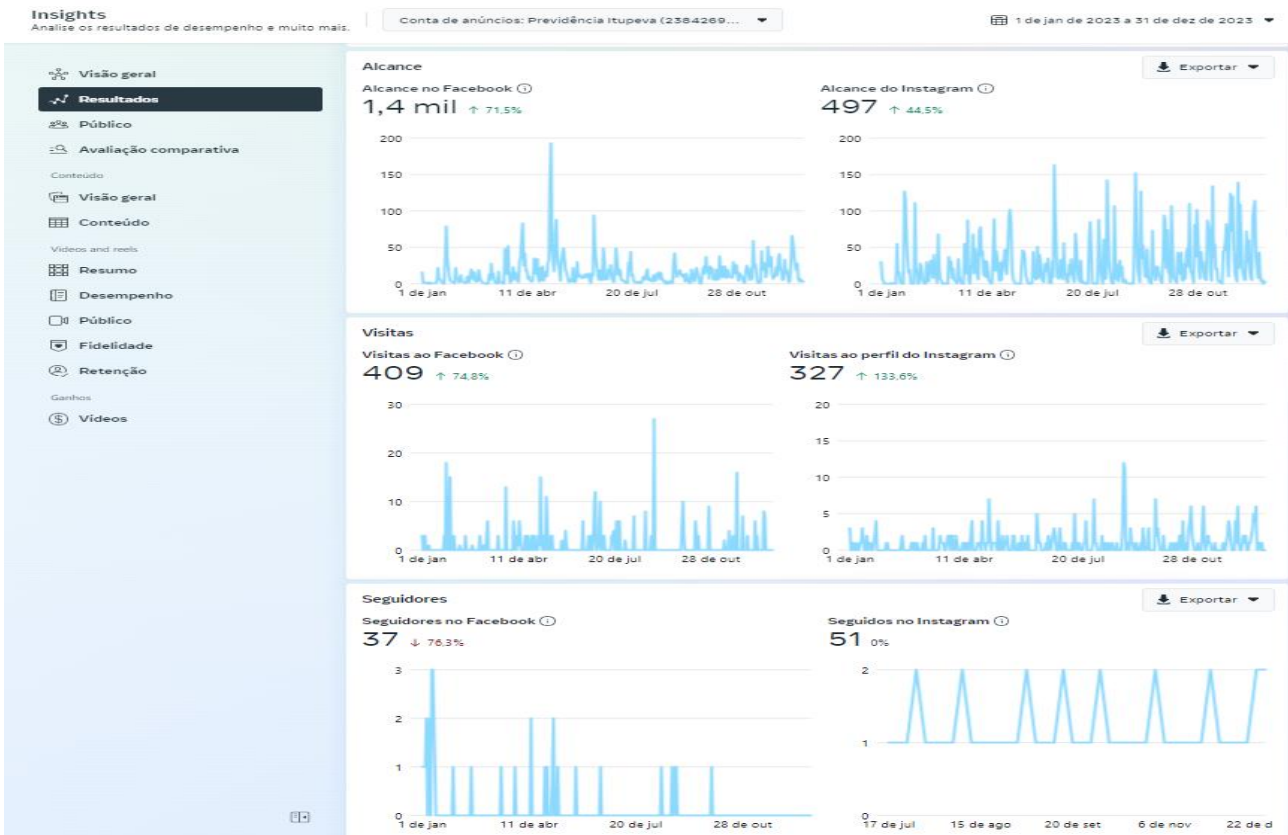 Insights
Analise os resultados de desempenho e muito mais.
Conta de anúncios: Previdência Itupeva (2384269...
1 de jan de 2023 a 31 de dez de 2023
Visão geral
Resultados
Público
Avaliação comparativa
Conteúdo
Visão geral
Conteúdo
Vídeos and reels
Resumo
Desempenho
Público
Fidelidade
Retenção
Ganhos
Vídeos
Alcance
Exportar
Alcance no Facebook
1,4 mil ↑ 71,5%
200
150
100
50
0
1 de jan 11 de abr 20 de jul 28 de out
Alcance do Instagram
497 ↑ 44,5%
200
150
100
50
0
1 de jan 11 de abr 20 de jul 28 de out
Visitas
Exportar
Visitas ao Facebook
409 ↑ 74,8%
30
20
10
0
1 de jan 11 de abr 20 de jul 28 de out
Visitas ao perfil do Instagram
327 ↑ 133,6%
20
15
10
5
0
1 de jan 11 de abr 20 de jul 28 de out
Seguidores
Exportar
Seguidores no Facebook
37 ↓ 76,3%
3
2
1
0
1 de jan 11 de abr 20 de jul 28 de out
Seguidos no Instagram
51 0%
2
1
0
17 de jul 15 de ago 20 de set 6 de nov 22 de d